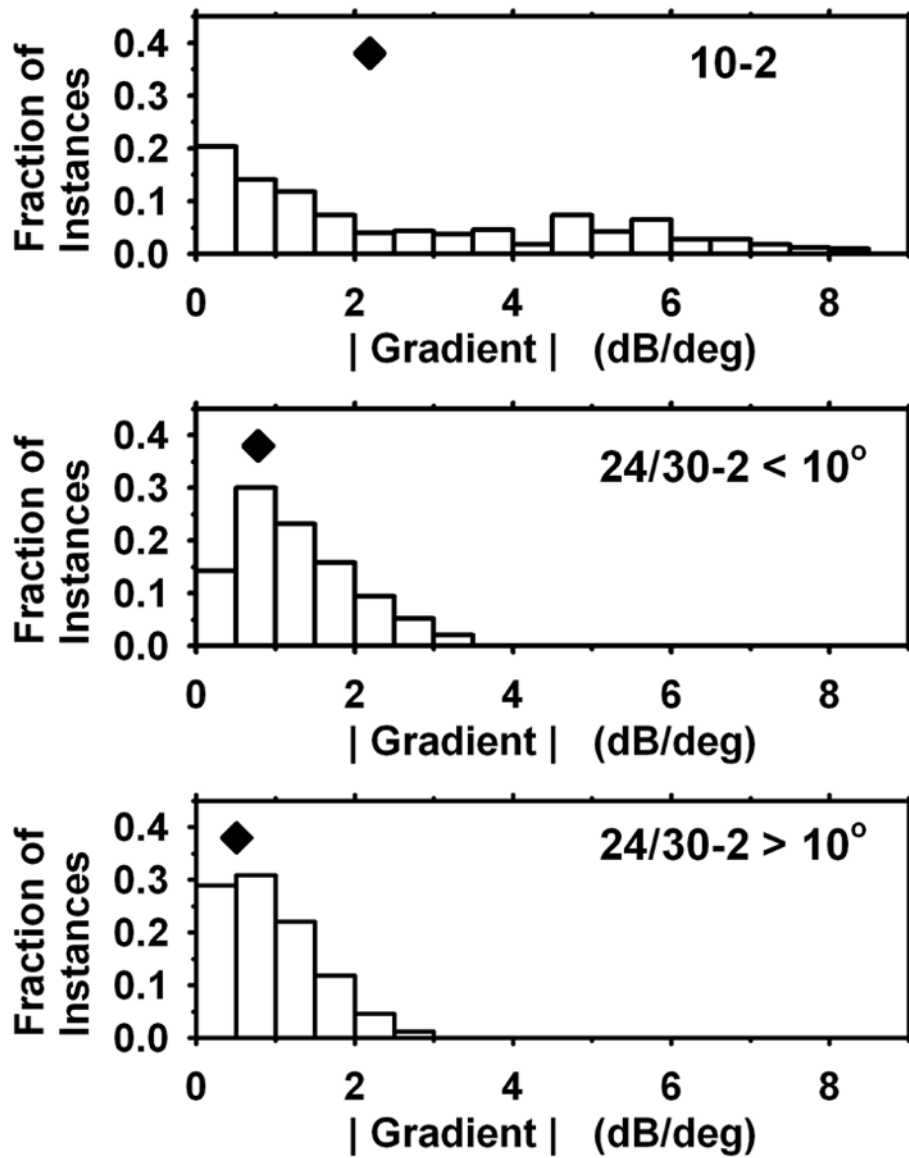 Fraction of
Instances
0.4
0.3
0.2
0.1
0.0
10-2
0 2 4 6 8
| Gradient | (dB/deg)
Fraction of
Instances
0.4
0.3
0.2
0.1
0.0
24/30-2 < 10°
0 2 4 6 8
| Gradient | (dB/deg)
Fraction of
Instances
0.4
0.3
0.2
0.1
0.0
24/30-2 > 10°
0 2 4 6 8
| Gradient | (dB/deg)